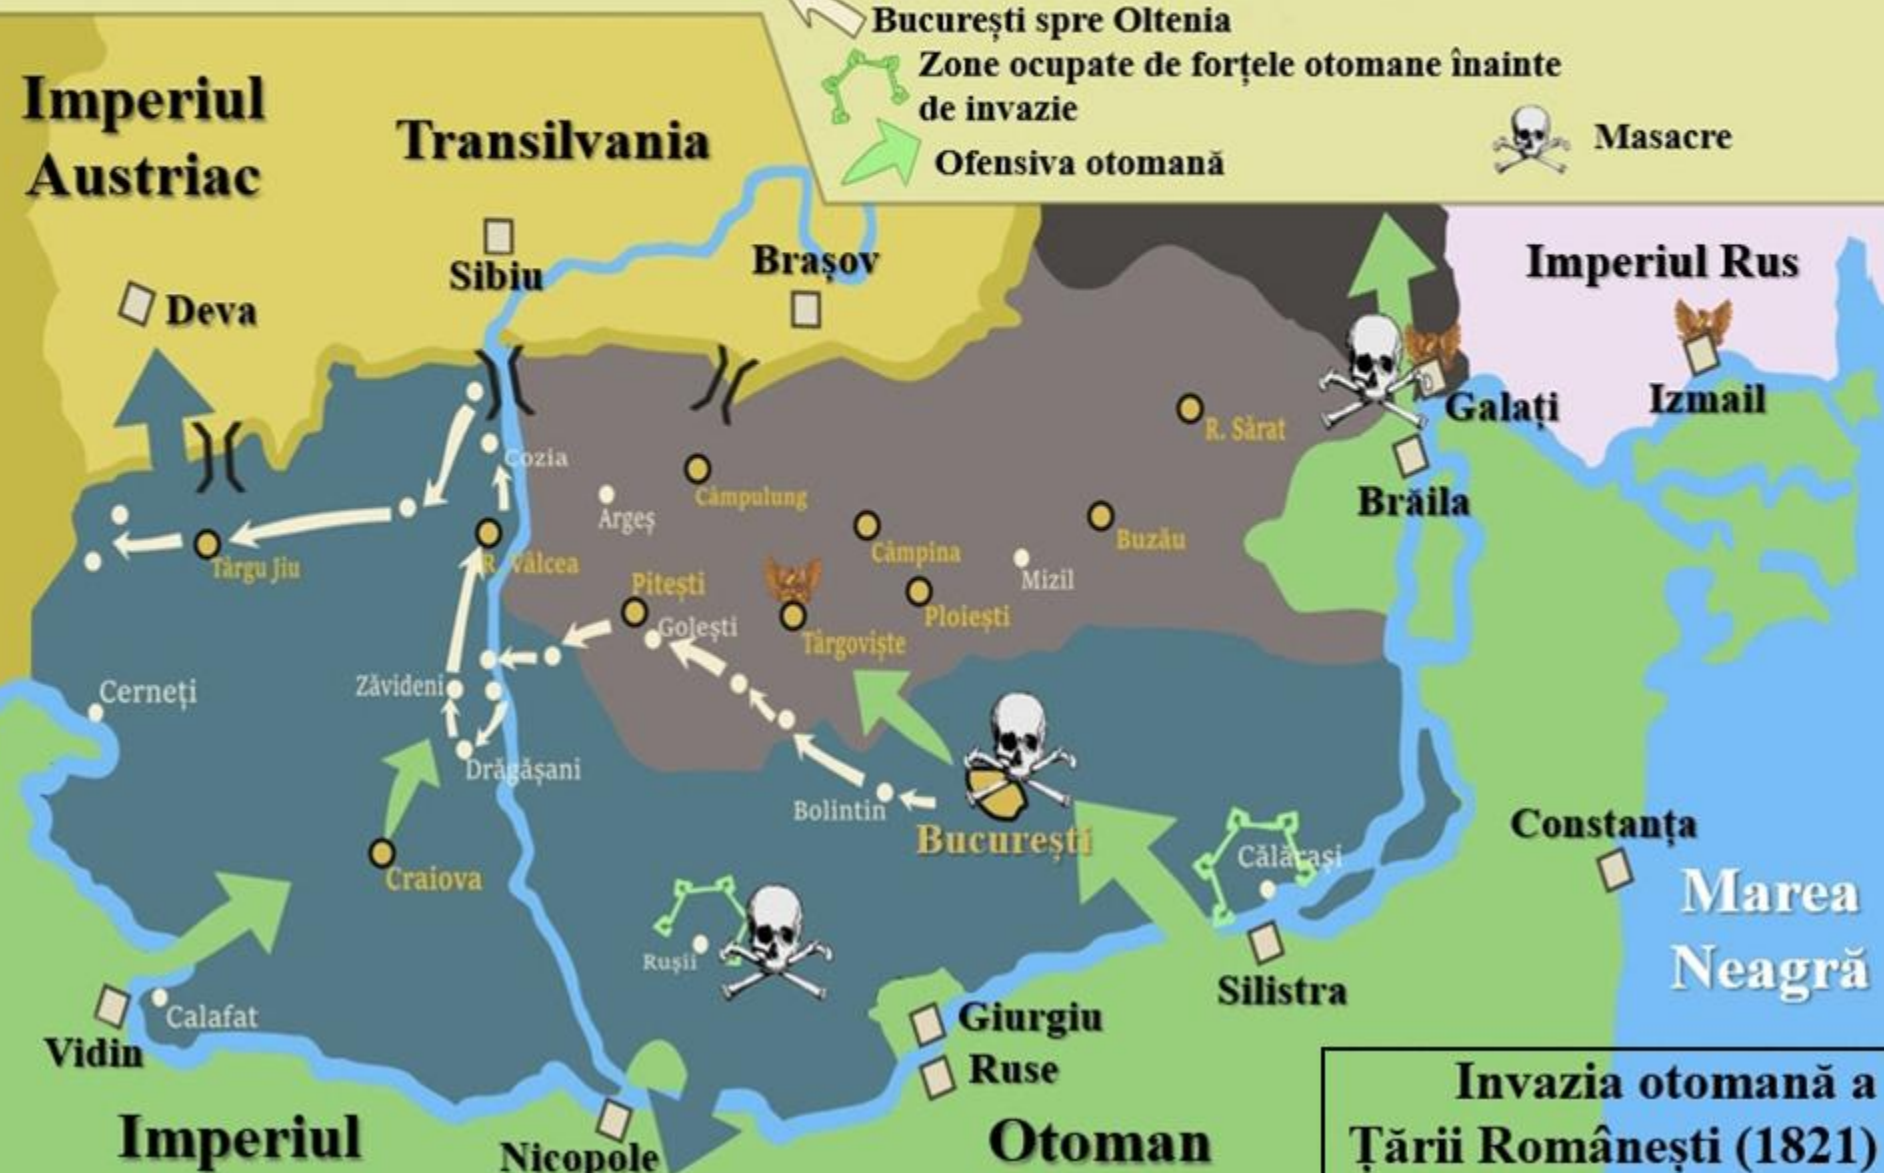 București spre Oltenia
Zone ocupate de forțele otomane înainte
de invazie
Ofensiva otomană
Masacre
Imperiul
Austriac
Transilvania
Sibiu
Brașov
Deva
Imperiul Rus
Izmail
Galați
Brăila
R. Sărat
Cozia
Câmpulung
Argeș
Buzău
Câmpina
Mizil
Târgu Jiu
R. Vâlcea
Pitești
Golești
Ploiești
Târgoviște
Cerneți
Zăvideni
Drăgășani
Bolintin
București
Călărași
Constanța
Craiova
Marea
Neagră
Rușii
Silistra
Calafat
Vidin
Giurgiu
Ruse
Imperiul
Nicopole
Otoman
Invazia otomană a
Țării Românești (1821)